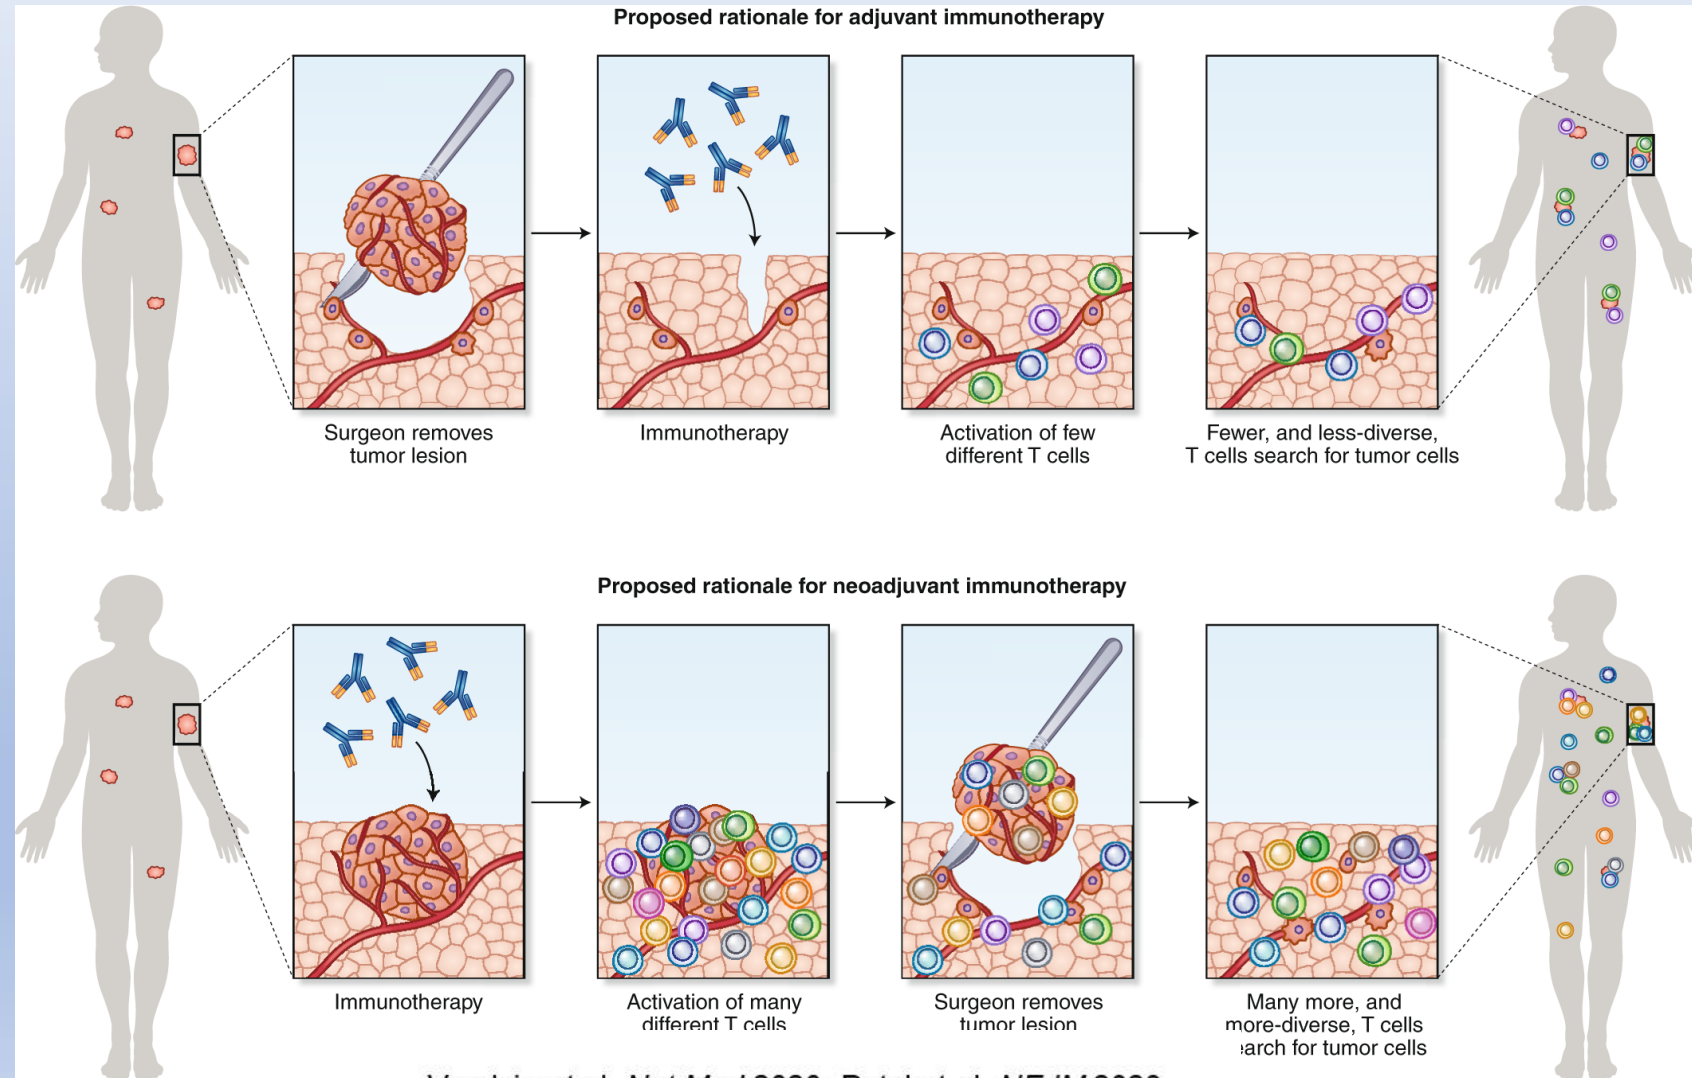 Proposed rationale for adjuvant immunotherapy
Surgeon removes
tumor lesion
Immunotherapy
Activation of few
different T cells
Fewer, and less-diverse,
T cells search for tumor cells
Proposed rationale for neoadjuvant immunotherapy
Immunotherapy
Activation of many
different T cells
Surgeon removes
tumor lesion
Many more, and
more-diverse, T cells
earch for tumor cells